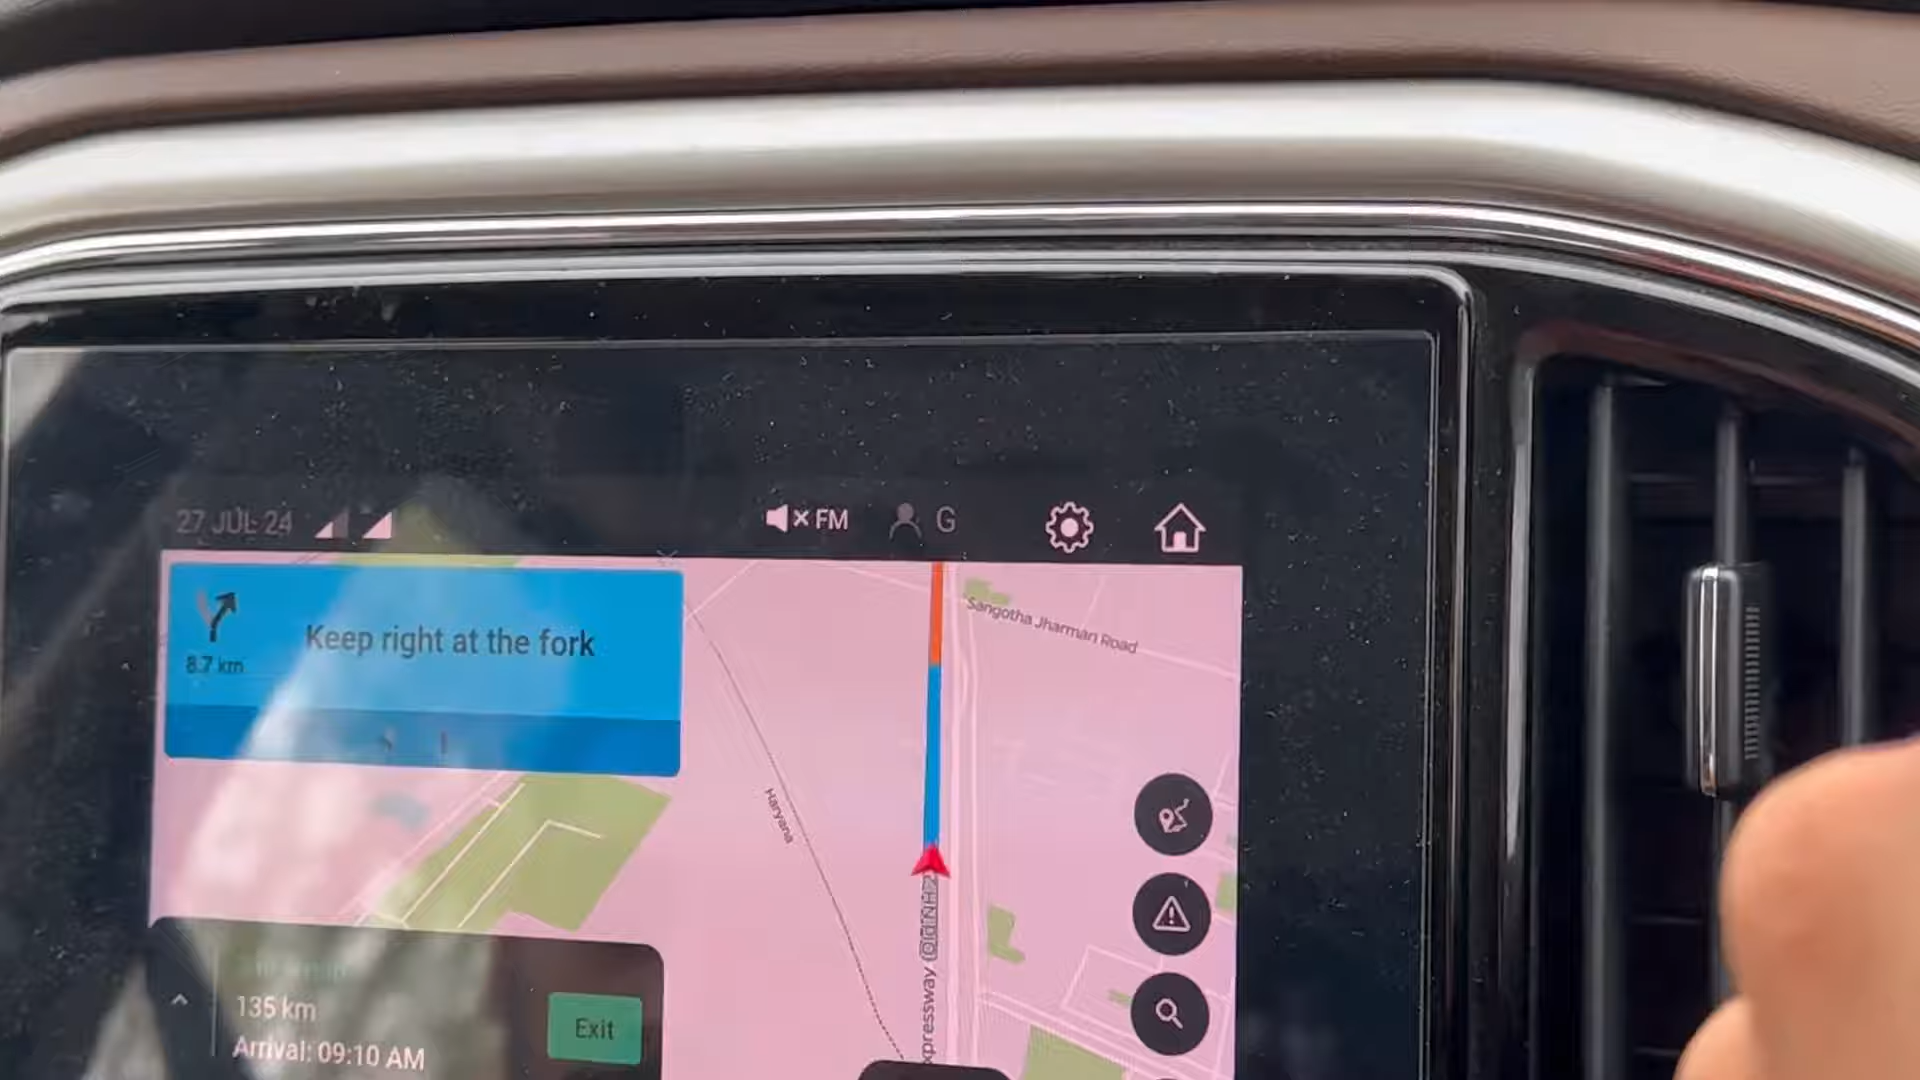 27 JUL 24
FM
G
8.7 km
Keep right at the fork
Sangotha Jharmari Road
Haryana
135 km
Arrival: 09:10 AM
Exit